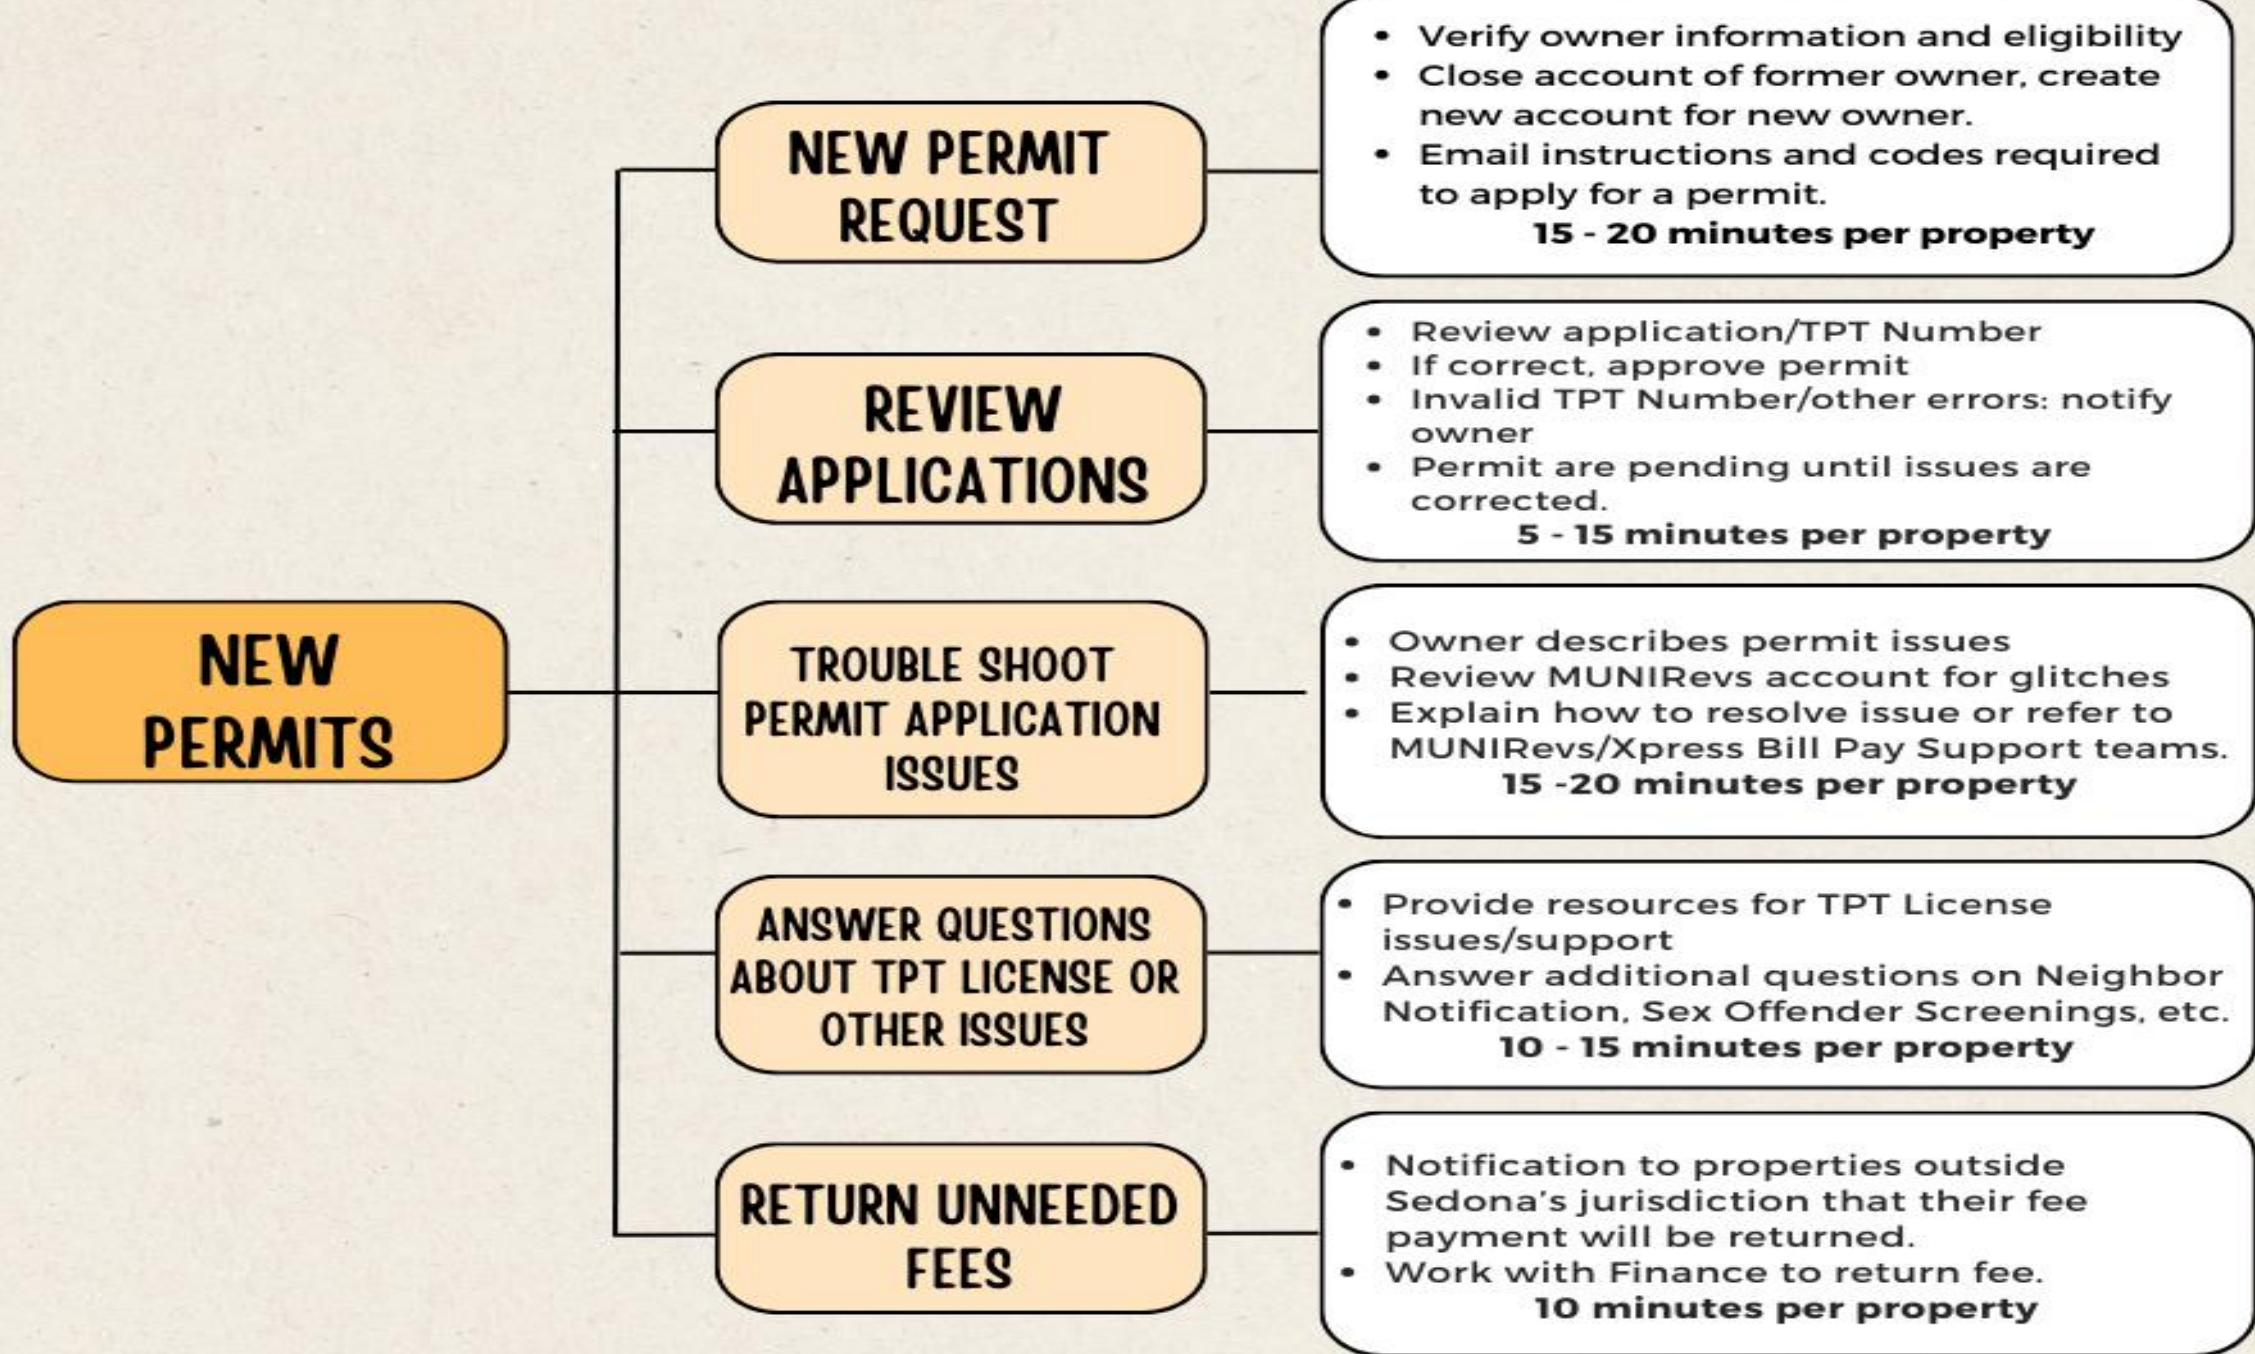 NEW
PERMITS
NEW PERMIT
REQUEST
• Verify owner information and eligibility
• Close account of former owner, create
new account for new owner.
• Email instructions and codes required
to apply for a permit.
15 - 20 minutes per property
REVIEW
APPLICATIONS
• Review application/TPT Number
• If correct, approve permit
• Invalid TPT Number/other errors: notify
owner
• Permit are pending until issues are
corrected.
5 - 15 minutes per property
TROUBLE SHOOT
PERMIT APPLICATION
ISSUES
• Owner describes permit issues
• Review MUNIRevs account for glitches
• Explain how to resolve issue or refer to
MUNIRevs/Xpress Bill Pay Support teams.
15 -20 minutes per property
ANSWER QUESTIONS
ABOUT TPT LICENSE OR
OTHER ISSUES
• Provide resources for TPT License
issues/support
• Answer additional questions on Neighbor
Notification, Sex Offender Screenings, etc.
10 - 15 minutes per property
RETURN UNNEEDED
FEES
• Notification to properties outside
Sedona's jurisdiction that their fee
payment will be returned.
• Work with Finance to return fee.
10 minutes per property